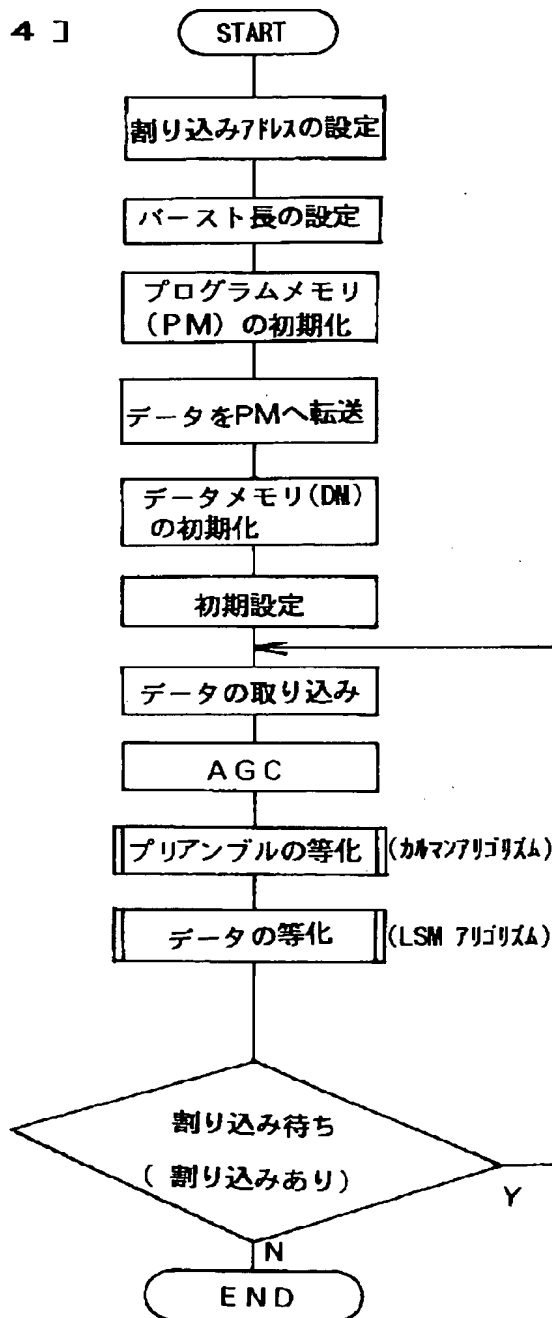 4 ]
START
割り込みアドレスの設定
バースト長の設定
プログラムメモリ
(PM) の初期化
データをPMへ転送
データメモリ(DM)
の初期化
初期設定
データの取り込み
AGC
プリアンブルの等化 (カルマンアリゴリズム)
データの等化 (LSM アリゴリズム)
割り込み待ち
( 割り込みあり)
Y
N
END